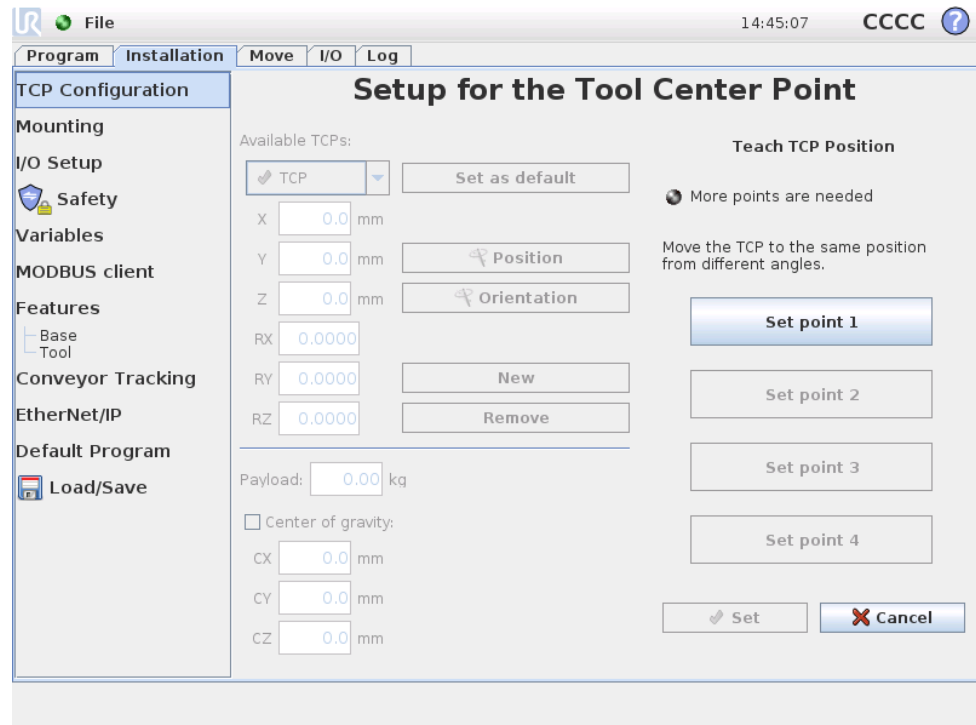 UR File 14:45:07 CCCC ?
Program Installation Move I/O Log
TCP Configuration
Mounting
I/O Setup
Safety
Variables
MODBUS client
Features
Base
Tool
Conveyor Tracking
EtherNet/IP
Default Program
Load/Save
Setup for the Tool Center Point
Available TCPs:
TCP Set as default
X 0.0 mm
Y 0.0 mm Position
Z 0.0 mm Orientation
RX 0.0000
RY 0.0000 New
RZ 0.0000 Remove
Payload: 0.00 kg
Center of gravity:
CX 0.0 mm
CY 0.0 mm
CZ 0.0 mm
Teach TCP Position
More points are needed
Move the TCP to the same position
from different angles.
Set point 1
Set point 2
Set point 3
Set point 4
Set Cancel